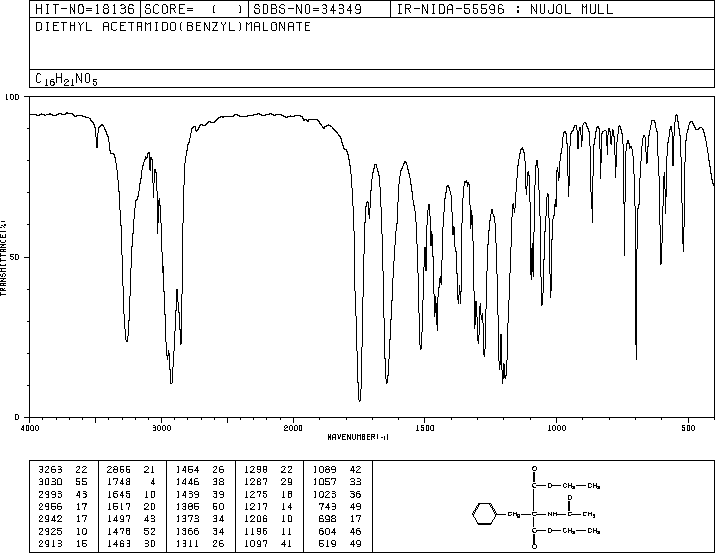 HIT-NO=18136 SCORE= ( ) SDBS-NO=34349 IR-NIDA-55596 : NUJOL MULL
DIETHYL ACETAMIDO(BENZYL)MALONATE
C16H21NO5
100
50
0
TRANSMITTANCE(%)
4000 3000 2000 1500 1000 500
WAVENUMBER(-1)
3263 22 2855 21 1454 26 1298 22 1089 42
3030 55 1748 4 1446 38 1287 29 1057 33
2993 43 1645 10 1439 39 1275 18 1023 36
2956 17 1517 20 1386 60 1217 14 743 49
2942 17 1497 43 1373 34 1206 10 698 17
2925 10 1478 52 1366 34 1196 11 604 46
2913 15 1463 30 1311 26 1097 41 519 49
O
C—O—CH2—CH3
O
CH2—C—NH—C—CH3
C—O—CH2—CH3
O